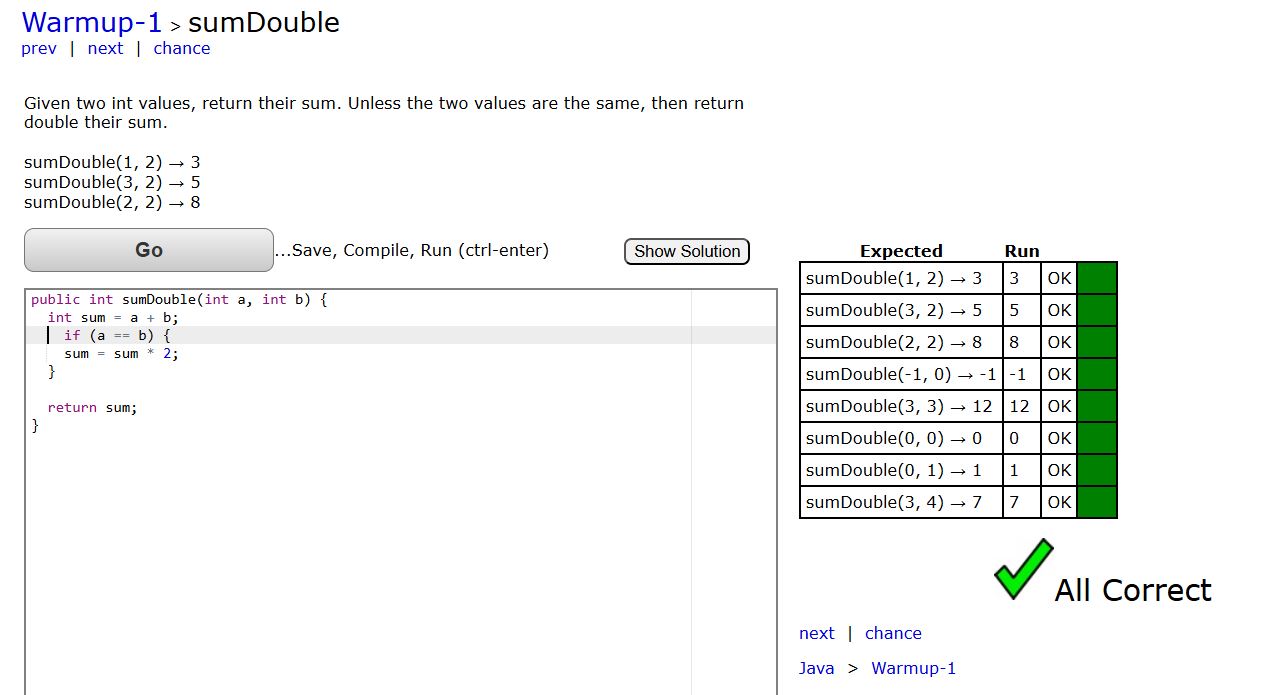 Warmup-1 > sumDouble
prev | next | chance
Given two int values, return their sum. Unless the two values are the same, then return
double their sum.
sumDouble(1, 2) → 3
sumDouble(3, 2) → 5
sumDouble(2, 2) → 8
Go
...Save, Compile, Run (ctrl-enter)
Show Solution
public int sumDouble(int a, int b) {
  int sum = a + b;
    if (a == b) {
    sum = sum * 2;
  }
  return sum;
}
Expected Run
sumDouble(1, 2) → 3 3 OK
sumDouble(3, 2) → 5 5 OK
sumDouble(2, 2) → 8 8 OK
sumDouble(-1, 0) → -1 -1 OK
sumDouble(3, 3) → 12 12 OK
sumDouble(0, 0) → 0 0 OK
sumDouble(0, 1) → 1 1 OK
sumDouble(3, 4) → 7 7 OK
All Correct
next | chance
Java > Warmup-1